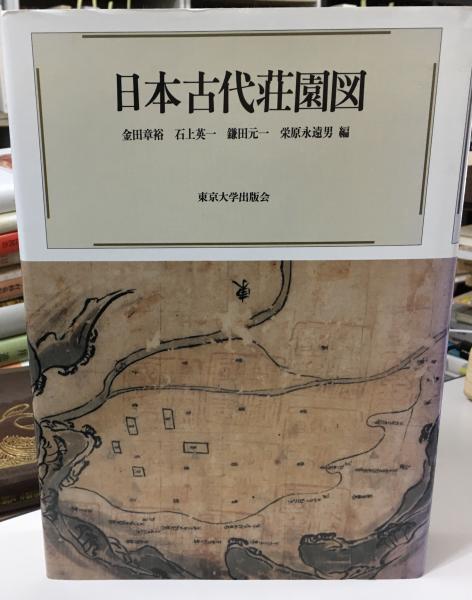 日本古代荘園図
金田章裕 石上英一 鎌田元一 栄原永遠男 編
東京大学出版会
東